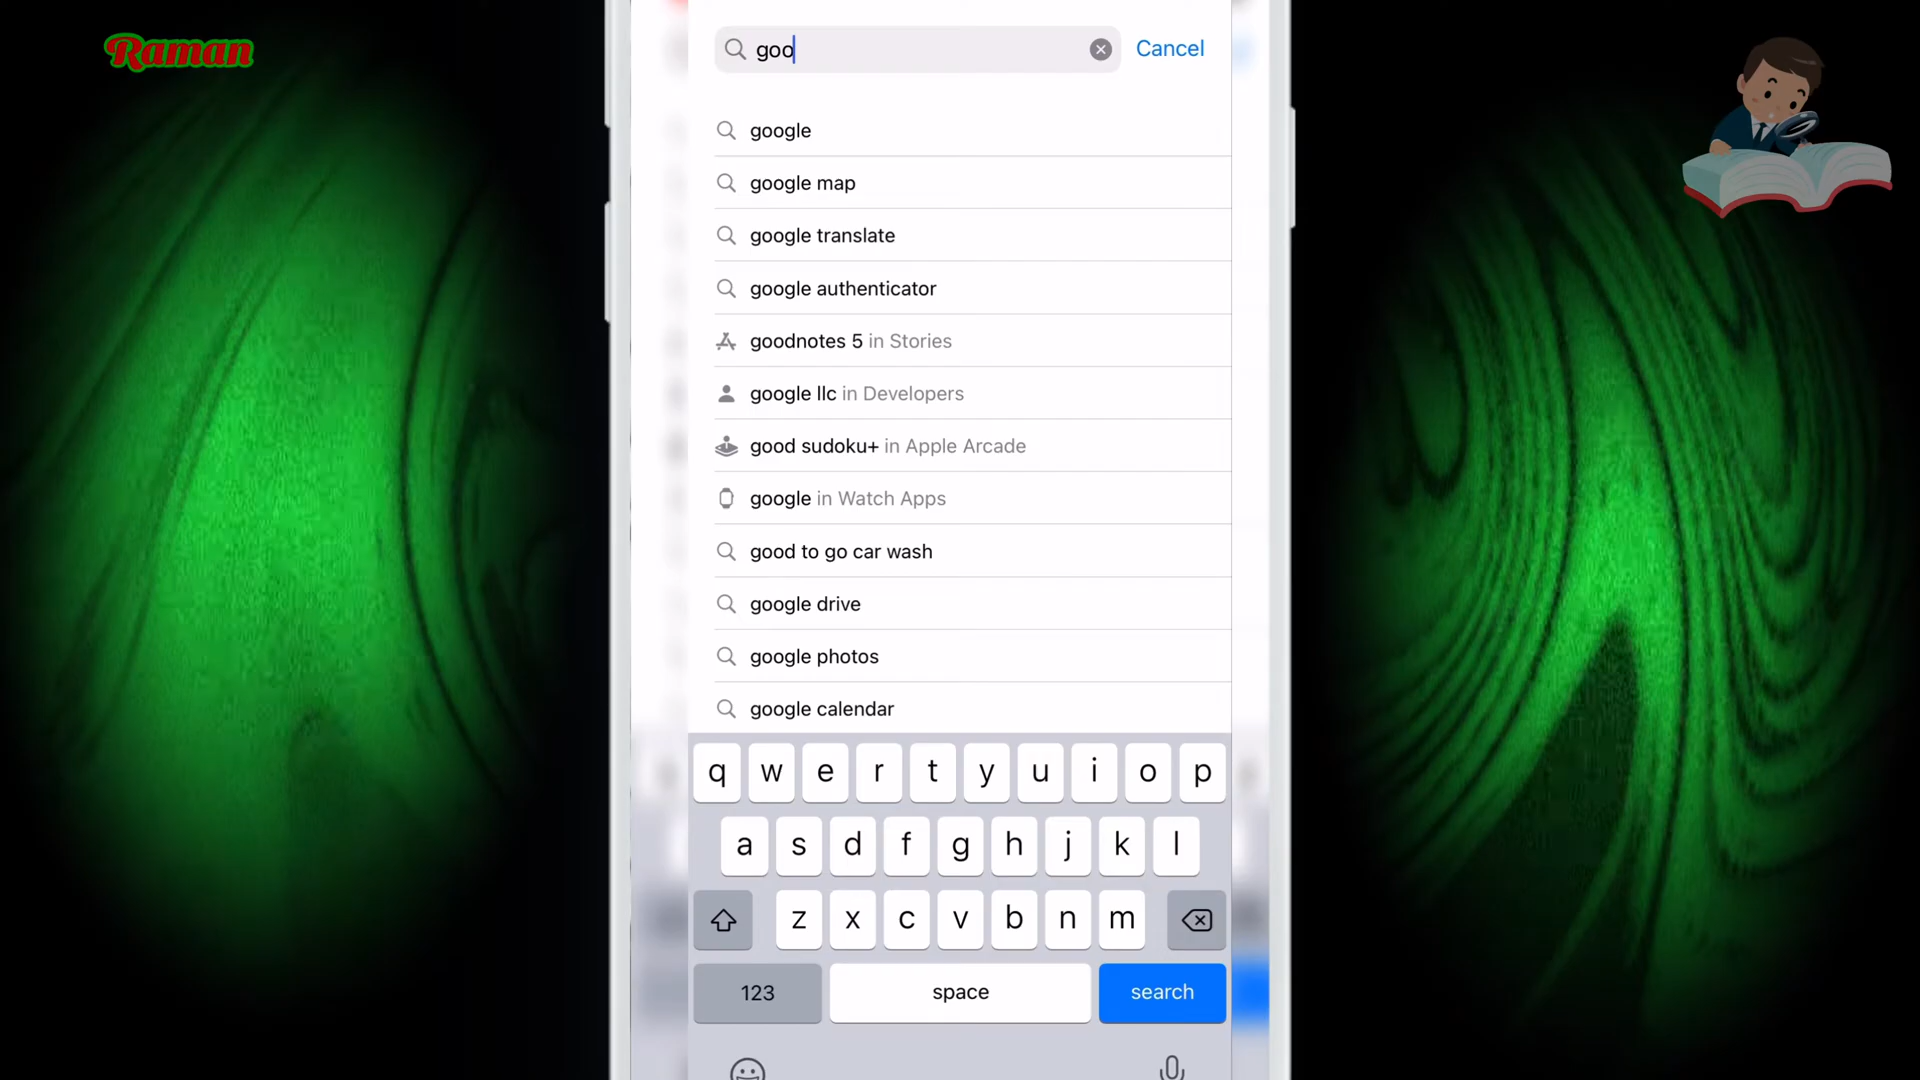 Raman
goo
Cancel
google
google map
google translate
google authenticator
goodnotes 5 in Stories
google llc in Developers
good sudoku+ in Apple Arcade
google in Watch Apps
good to go car wash
google drive
google photos
google calendar
q w e r t y u i o p
a s d f g h j k l
z x c v b n m
123 space search